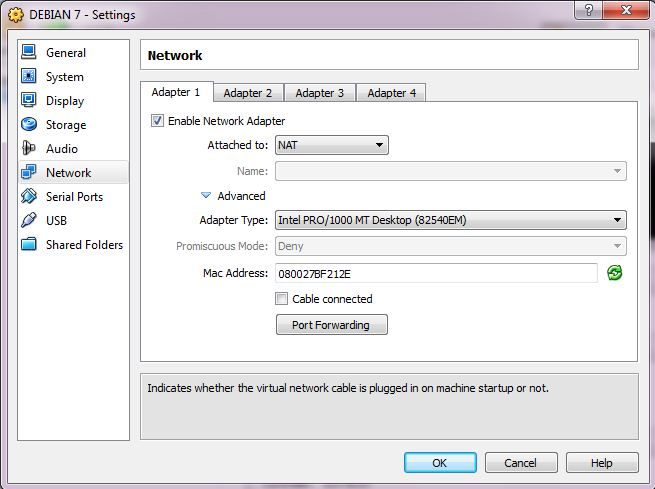 DEBIAN 7 - Settings
?
X
General
System
Display
Storage
Audio
Network
Serial Ports
USB
Shared Folders
Network
Adapter 1 Adapter 2 Adapter 3 Adapter 4
Enable Network Adapter
Attached to: NAT
Name:
Advanced
Adapter Type: Intel PRO/1000 MT Desktop (82540EM)
Promiscuous Mode: Deny
Mac Address: 080027BF212E
Cable connected
Port Forwarding
Indicates whether the virtual network cable is plugged in on machine startup or not.
OK Cancel Help